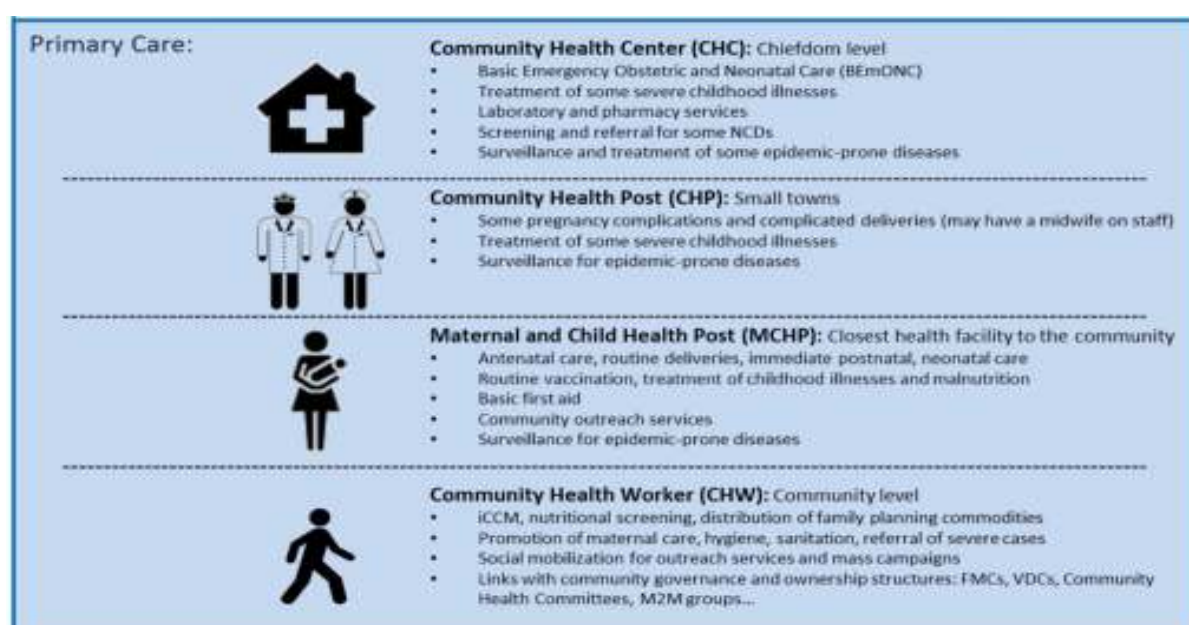 Primary Care:
Community Health Center (CHC): Chiefdom level
• Basic Emergency Obstetric and Neonatal Care (BEmONC)
• Treatment of some severe childhood illnesses
• Laboratory and pharmacy services
• Screening and referral for some NCDs
• Surveillance and treatment of some epidemic-prone diseases
Community Health Post (CHP): Small towns
• Some pregnancy complications and complicated deliveries (may have a midwife on staff)
• Treatment of some severe childhood illnesses
• Surveillance for epidemic-prone diseases
Maternal and Child Health Post (MCHP): Closest health facility to the community
• Antenatal care, routine deliveries, immediate postnatal, neonatal care
• Routine vaccination, treatment of childhood illnesses and malnutrition
• Basic first aid
• Community outreach services
• Surveillance for epidemic-prone diseases
Community Health Worker (CHW): Community level
• iCCM, nutritional screening, distribution of family planning commodities
• Promotion of maternal care, hygiene, sanitation, referral of severe cases
• Social mobilization for outreach services and mass campaigns
• Links with community governance and ownership structures: FMCs, VDCs, Community
Health Committees, M2M groups...